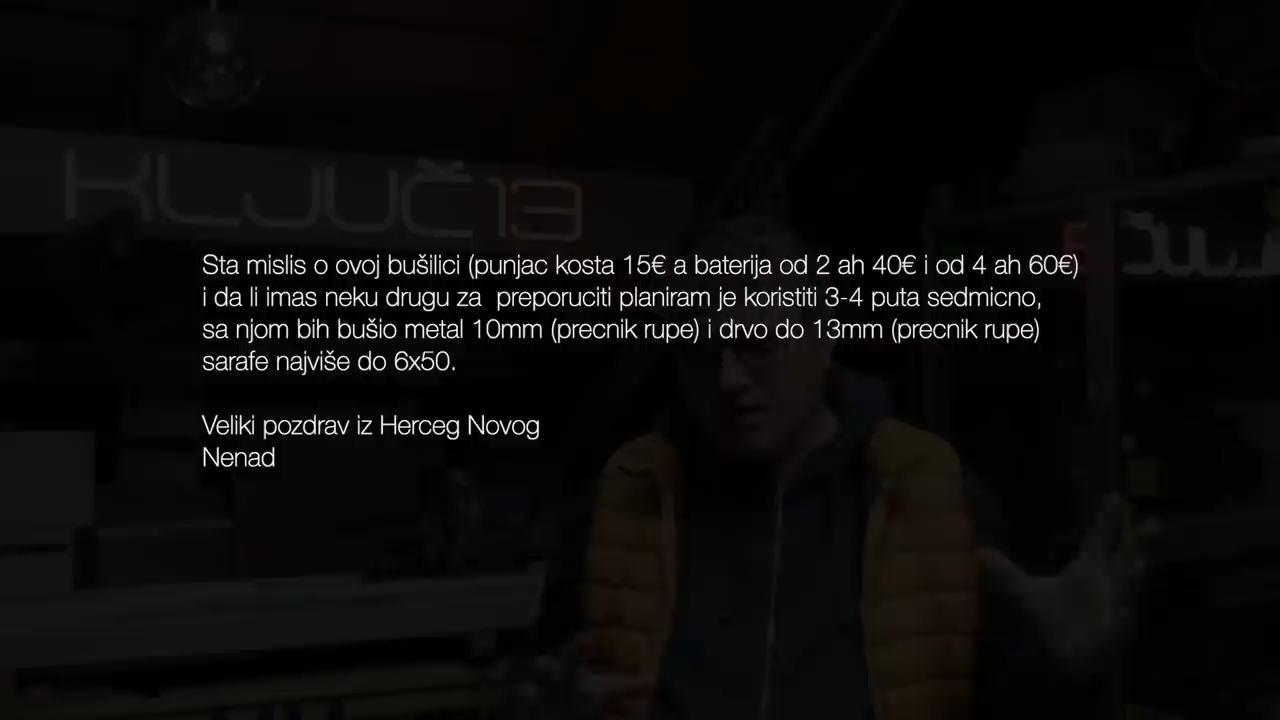 KLJUČ 13
Sta mislis o ovoj bušilici (punjac kosta 15€ a baterija od 2 ah 40€ i od 4 ah 60€)
i da li imas neku drugu za  preporuciti planiram je koristiti 3-4 puta sedmicno,
sa njom bih bušio metal 10mm (precnik rupe) i drvo do 13mm (precnik rupe)
sarafe najviše do 6x50.
Veliki pozdrav iz Herceg Novog
Nenad